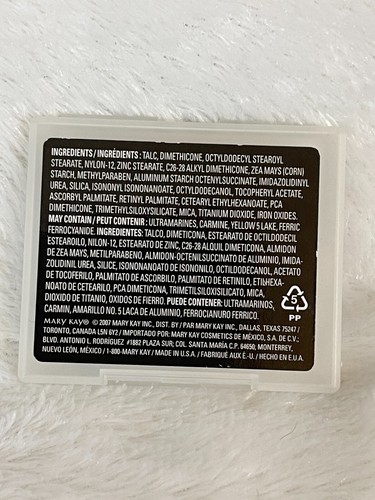 INGREDIENTS/INGRÉDIENTS: TALC, DIMETHICONE, OCTYLDODECYL STEAROYL
STEARATE, NYLON-12, ZINC STEARATE, C26-28 ALKYL DIMETHICONE, ZEA MAYS (CORN)
STARCH, METHYLPARABEN, ALUMINUM STARCH OCTENYLSUCCINATE, IMIDAZOLIDINYL
UREA, SILICA, ISONONYL ISONONANOATE, OCTYLDODECANOL, TOCOPHERYL ACETATE,
ASCORBYL PALMITATE, RETINYL PALMITATE, CETEARYL ETHYLHEXANOATE, PCA
DIMETHICONE, TRIMETHYLSILOXYSILICATE, MICA, TITANIUM DIOXIDE, IRON OXIDES.
MAY CONTAIN/PEUT CONTENIR: ULTRAMARINES, CARMINE, YELLOW 5 LAKE, FERRIC
FERROCYANIDE. INGREDIENTES: TALCO, DIMETICONA, ESTEARATO DE OCTILDODECIL
ESTEAROILO, NILON-12, ESTEARATO DE ZINC, C26-28 ALQUIL DIMETICONA, ALMIDON
DE ZEA MAYS, METILPARABENO, ALMIDON-OCTENILSUCCINATO DE ALUMINIO, IMIDA-
ZOLIDINIL UREA, SILICE, ISONONANOATO DE ISONONILO, OCTILDODECANOL, ACETATO
DE TOCOFERILO, PALMITATO DE ASCORBILO, PALMITATO DE RETINILO, ETILHEXA-
NOATO DE CETEARILO, PCA DIMETICONA, TRIMETILSILOXISILICATO, MICA,
DIOXIDO DE TITANIO, OXIDOS DE FIERRO. PUEDE CONTENER: ULTRAMARINOS,
CARMIN, AMARILLO NO. 5 LACA DE ALUMINIO, FERROCIANURO FERRICO.
MARY KAY® © 2007 MARY KAY INC., DIST. BY / PAR MARY KAY INC., DALLAS, TEXAS 75247/
TORONTO, CANADA L5N 6Y2 / IMPORTADO POR: MARY KAY COSMETICS DE MÉXICO, S.A. DE C.V.:
BLVD. ANTONIO L. RODRÍGUEZ #1882 PLAZA SUR; COL. SANTA MARÍA C.P. 64650; MONTERREY,
NUEVO LEÓN, MÉXICO / 1-800-MARY KAY / MADE IN U.S.A. / FABRIQUÉ AUX É.-U. / HECHO EN E.U.A.
5
PP